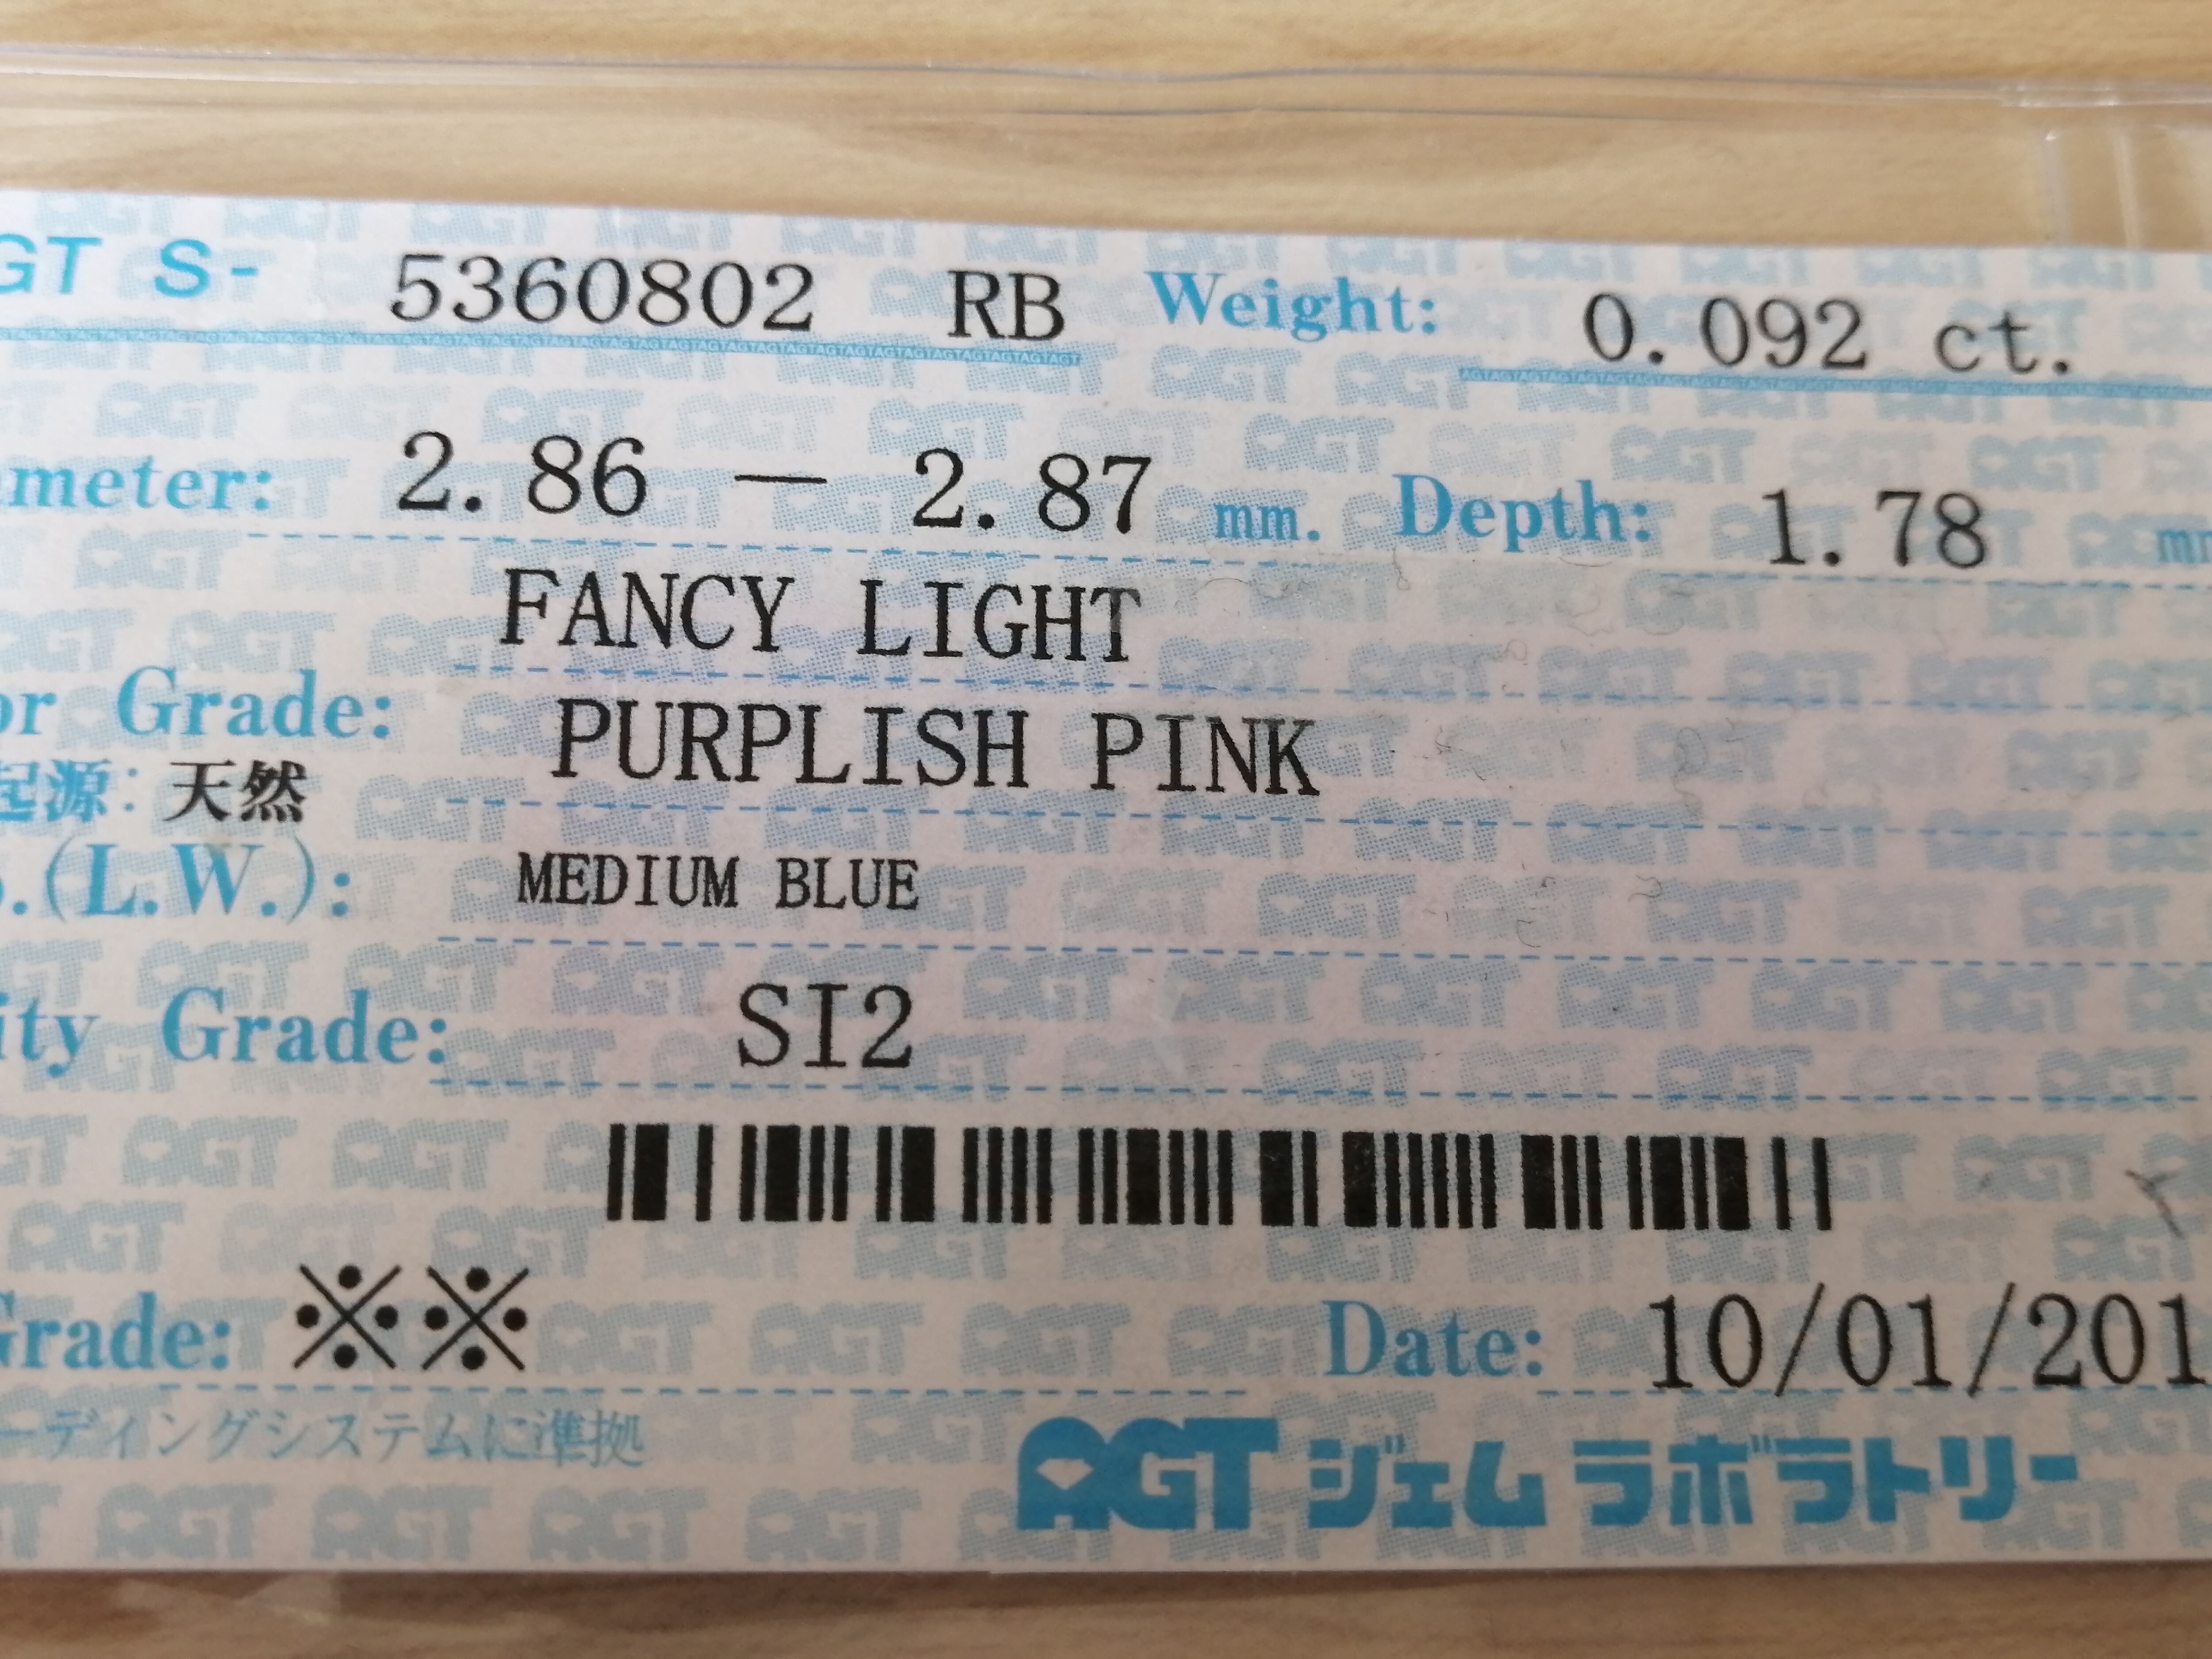 GT S- 5360802 RB Weight: 0.092 ct.
meter: 2.86 — 2.87 mm. Depth: 1.78 m
FANCY LIGHT
or Grade: PURPLISH PINK
起源: 天然
.(L.W.): MEDIUM BLUE
ity Grade: SI2
Grade: ※※ Date: 10/01/201
ーディングシステムに準拠
AGT ジェム ラボラトリー